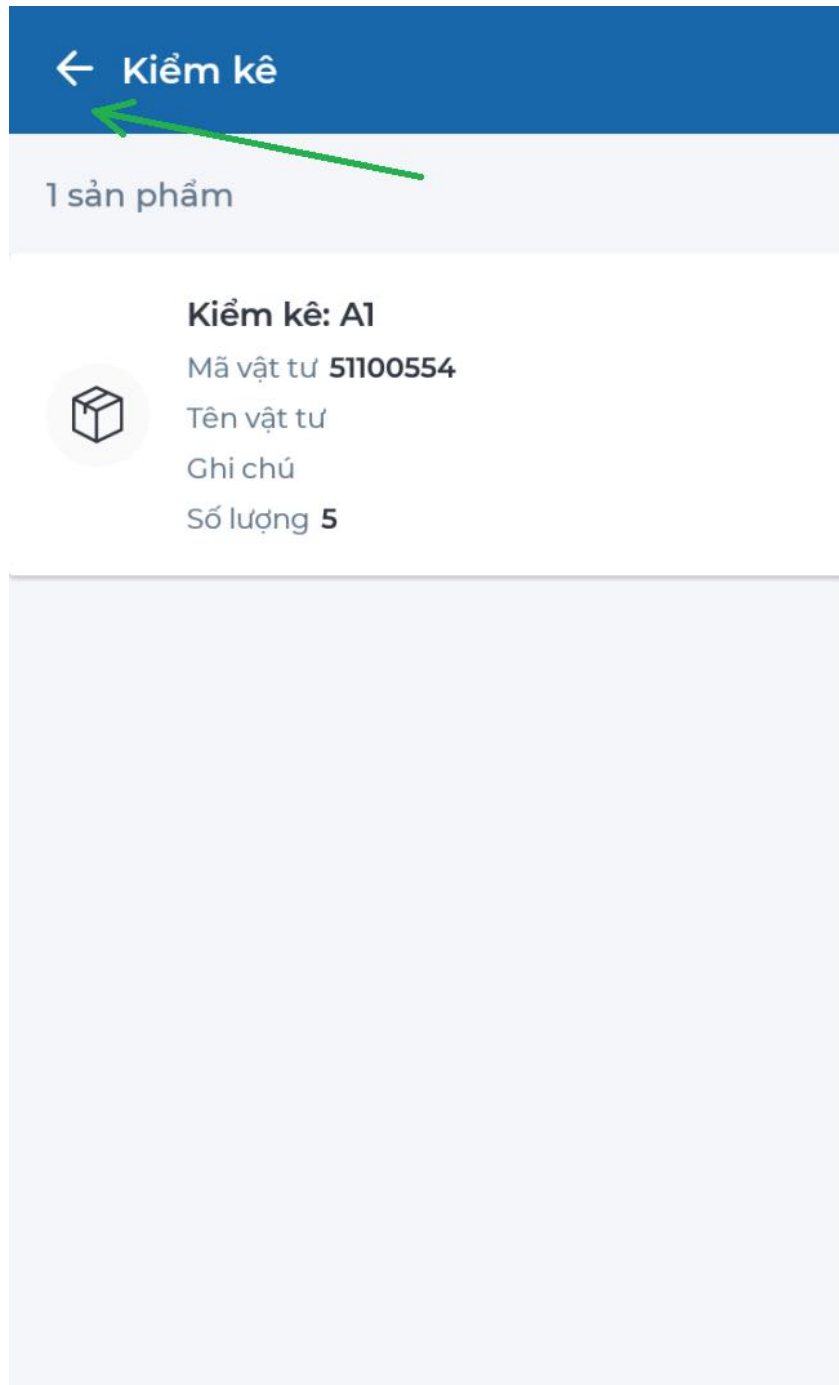 Kiểm kê
1 sản phẩm
Kiểm kê: A1
Mã vật tư 51100554
Tên vật tư
Ghi chú
Số lượng 5